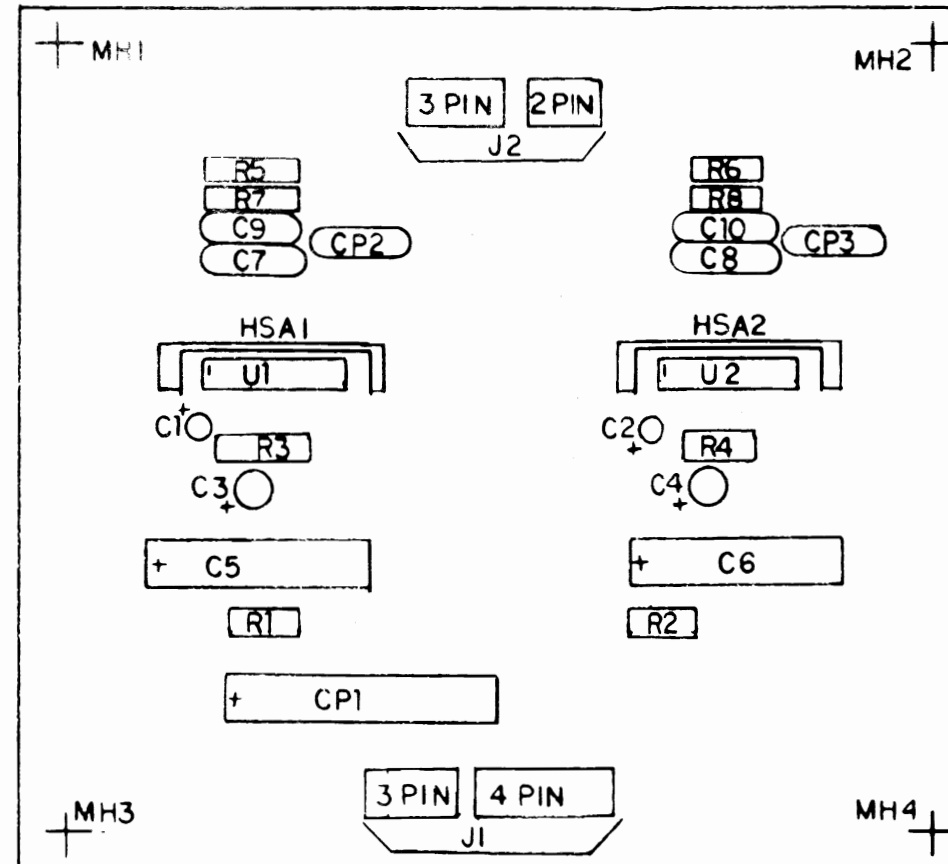 MH1 MH2
3 PIN 2 PIN
J2
R5 R6
R7 R8
C9 C10
CP2 CP3
C7 C8
HSA1 HSA2
U1 U2
+ C1 C2 +
R3 R4
C3 + C4 +
+ C5 + C6
R1 R2
+ CP1
3 PIN 4 PIN
MH3 MH4
J1